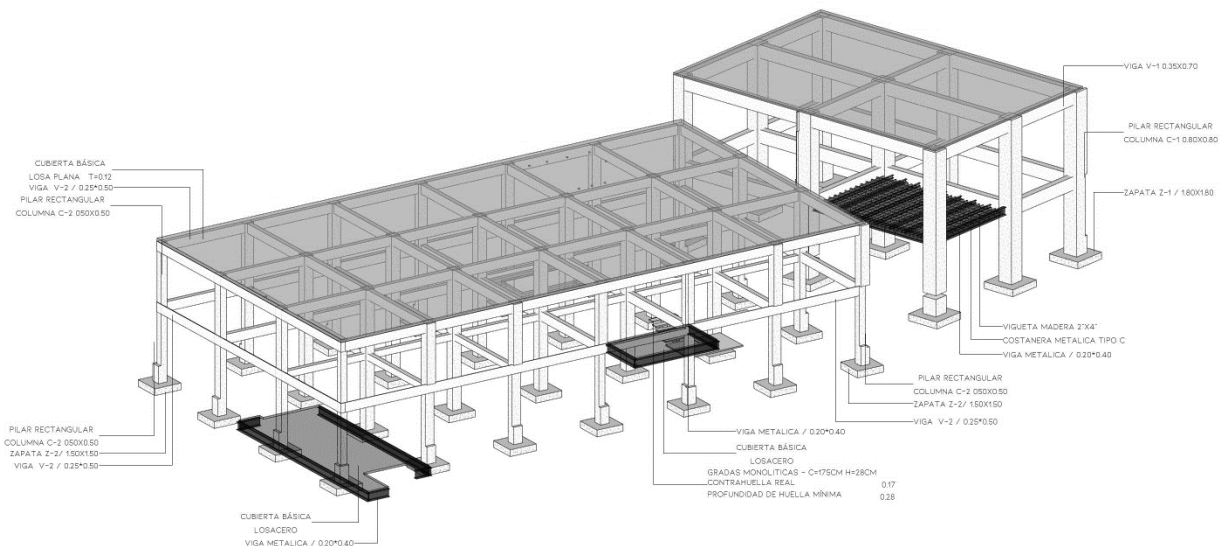 VIGA V-1 0.35X0.70
PILAR RECTANGULAR
COLUMNA C-1 0.80X0.80
ZAPATA Z-1 / 1.80X1.80
CUBIERTA BÁSICA
LOSA PLANA T=0.12
VIGA V-2 / 0.25*0.50
PILAR RECTANGULAR
COLUMNA C-2 050X0.50
VIGUETA MADERA 2"X4"
COSTANERA METALICA TIPO C
VIGA METALICA / 0.20*0.40
PILAR RECTANGULAR
COLUMNA C-2 050X0.50
ZAPATA Z-2/ 1.50X1.50
VIGA V-2 / 0.25*0.50
PILAR RECTANGULAR
COLUMNA C-2 050X0.50
ZAPATA Z-2/ 1.50X1.50
VIGA V-2 / 0.25*0.50
VIGA METALICA / 0.20*0.40
CUBIERTA BÁSICA
LOSACERO
GRADAS MONOLITICAS - C=175CM H=28CM
CONTRAHUELLA REAL 0.17
PROFUNDIDAD DE HUELLA MÍNIMA 0.28
CUBIERTA BÁSICA
LOSACERO
VIGA METALICA / 0.20*0.40